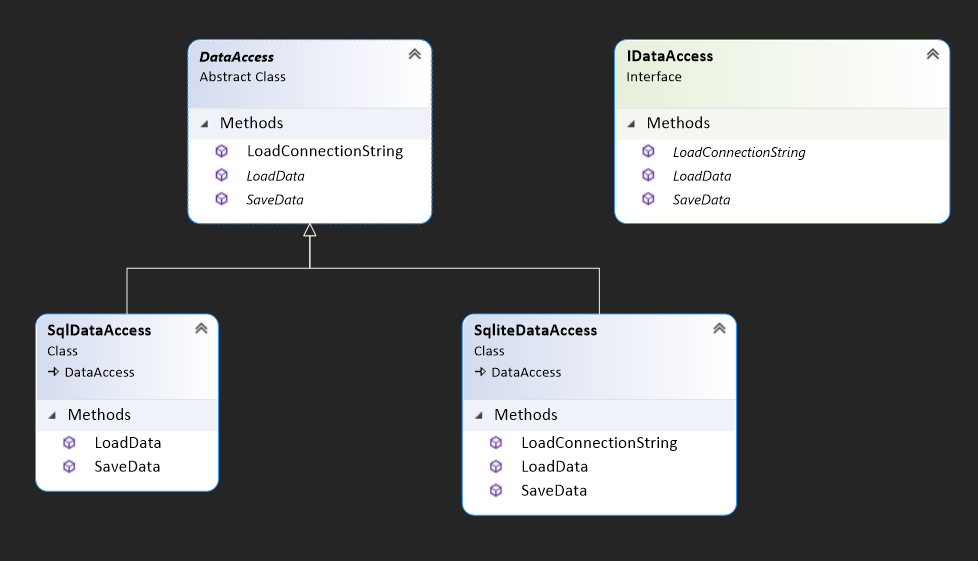 DataAccess
Abstract Class
Methods
LoadConnectionString
LoadData
SaveData
IDataAccess
Interface
Methods
LoadConnectionString
LoadData
SaveData
SqlDataAccess
Class
DataAccess
Methods
LoadData
SaveData
SqliteDataAccess
Class
DataAccess
Methods
LoadConnectionString
LoadData
SaveData